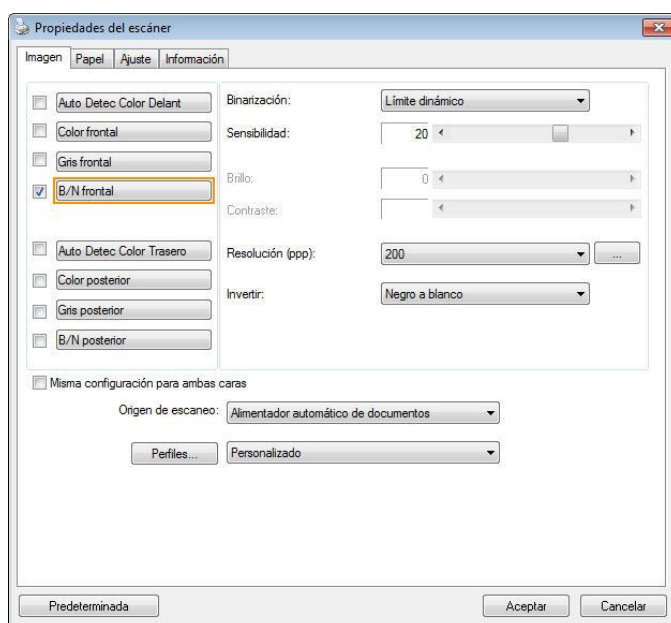 Propiedades del escáner
Imagen Papel Ajuste Información
Auto Detec Color Delant
Color frontal
Gris frontal
B/N frontal
Auto Detec Color Trasero
Color posterior
Gris posterior
B/N posterior
Binarización: Límite dinámico
Sensibilidad: 20
Brillo: 0
Contraste:
Resolución (ppp): 200 ...
Invertir: Negro a blanco
Misma configuración para ambas caras
Origen de escaneo: Alimentador automático de documentos
Perfiles... Personalizado
Predeterminada Aceptar Cancelar